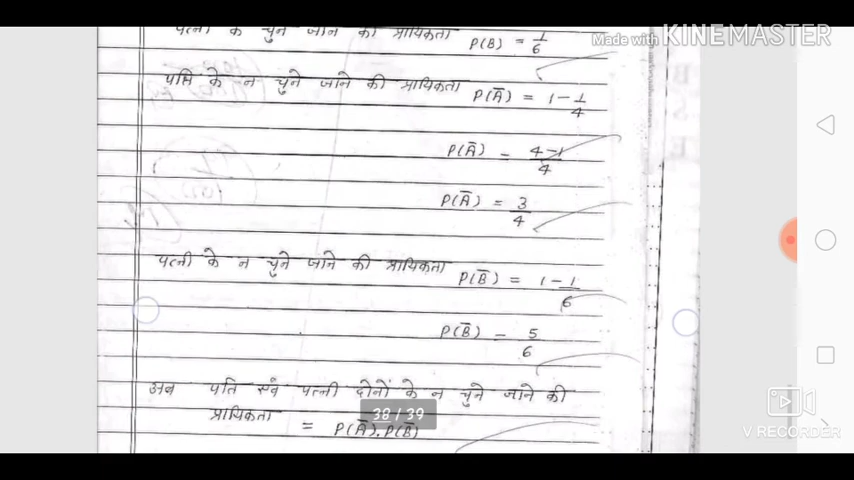 Made with KINEMASTER
पत्नी के चुने जाने की प्रायिकता P(B) = 1/6
पति के न चुने जाने की प्रायिकता P(A̅) = 1 - 1/4
P(A̅) = 4-1/4
P(A̅) = 3/4
पत्नी के न चुने जाने की प्रायिकता P(B̅) = 1 - 1/6
P(B̅) = 5/6
अब पति एवं पत्नी दोनों के न चुने जाने की
प्रायिकता = P(A̅).P(B̅)
38 / 39
V RECORDER